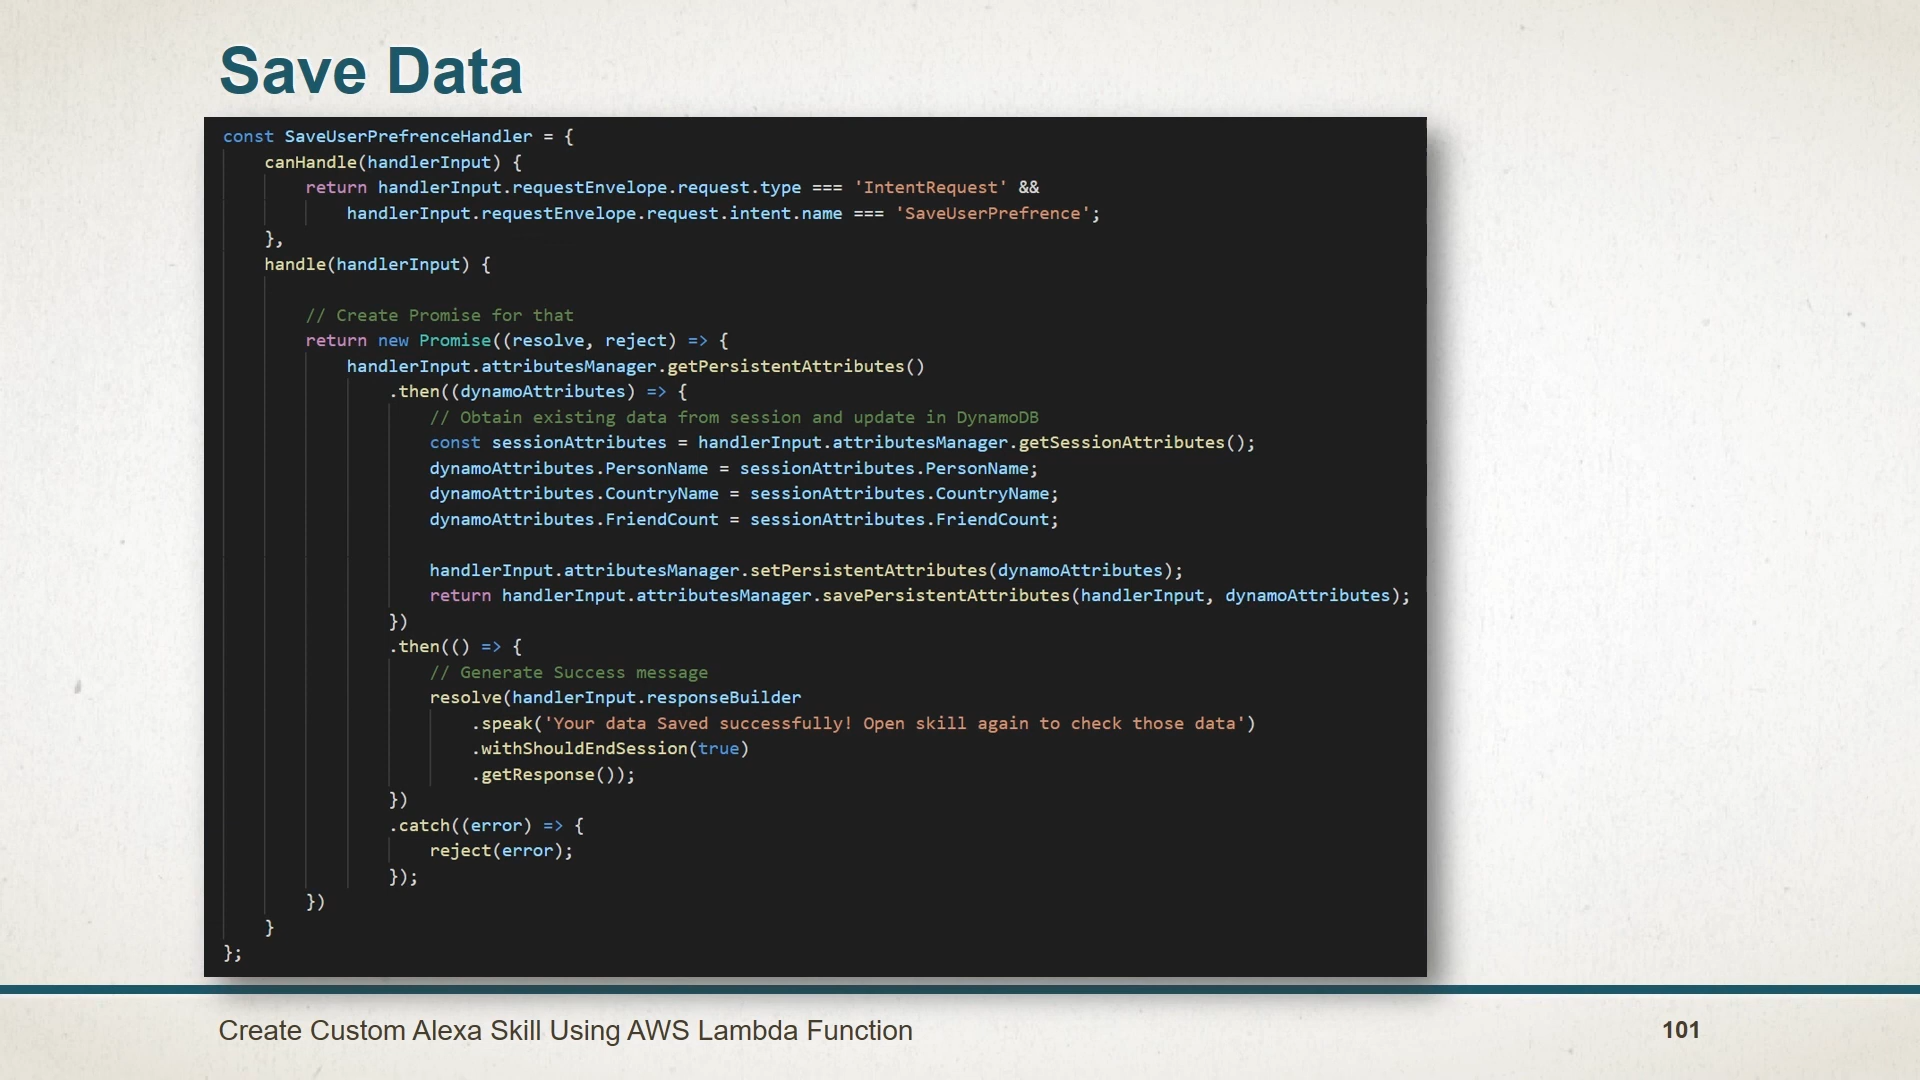 Save Data
const SaveUserPrefrenceHandler = {
    canHandle(handlerInput) {
        return handlerInput.requestEnvelope.request.type === 'IntentRequest' &&
            handlerInput.requestEnvelope.request.intent.name === 'SaveUserPrefrence';
    },
    handle(handlerInput) {
        // Create Promise for that
        return new Promise((resolve, reject) => {
            handlerInput.attributesManager.getPersistentAttributes()
                .then((dynamoAttributes) => {
                    // Obtain existing data from session and update in DynamoDB
                    const sessionAttributes = handlerInput.attributesManager.getSessionAttributes();
                    dynamoAttributes.PersonName = sessionAttributes.PersonName;
                    dynamoAttributes.CountryName = sessionAttributes.CountryName;
                    dynamoAttributes.FriendCount = sessionAttributes.FriendCount;
                    handlerInput.attributesManager.setPersistentAttributes(dynamoAttributes);
                    return handlerInput.attributesManager.savePersistentAttributes(handlerInput, dynamoAttributes);
                })
                .then(() => {
                    // Generate Success message
                    resolve(handlerInput.responseBuilder
                        .speak('Your data Saved successfully! Open skill again to check those data')
                        .withShouldEndSession(true)
                        .getResponse());
                })
                .catch((error) => {
                    reject(error);
                });
        })
    }
};
Create Custom Alexa Skill Using AWS Lambda Function
101